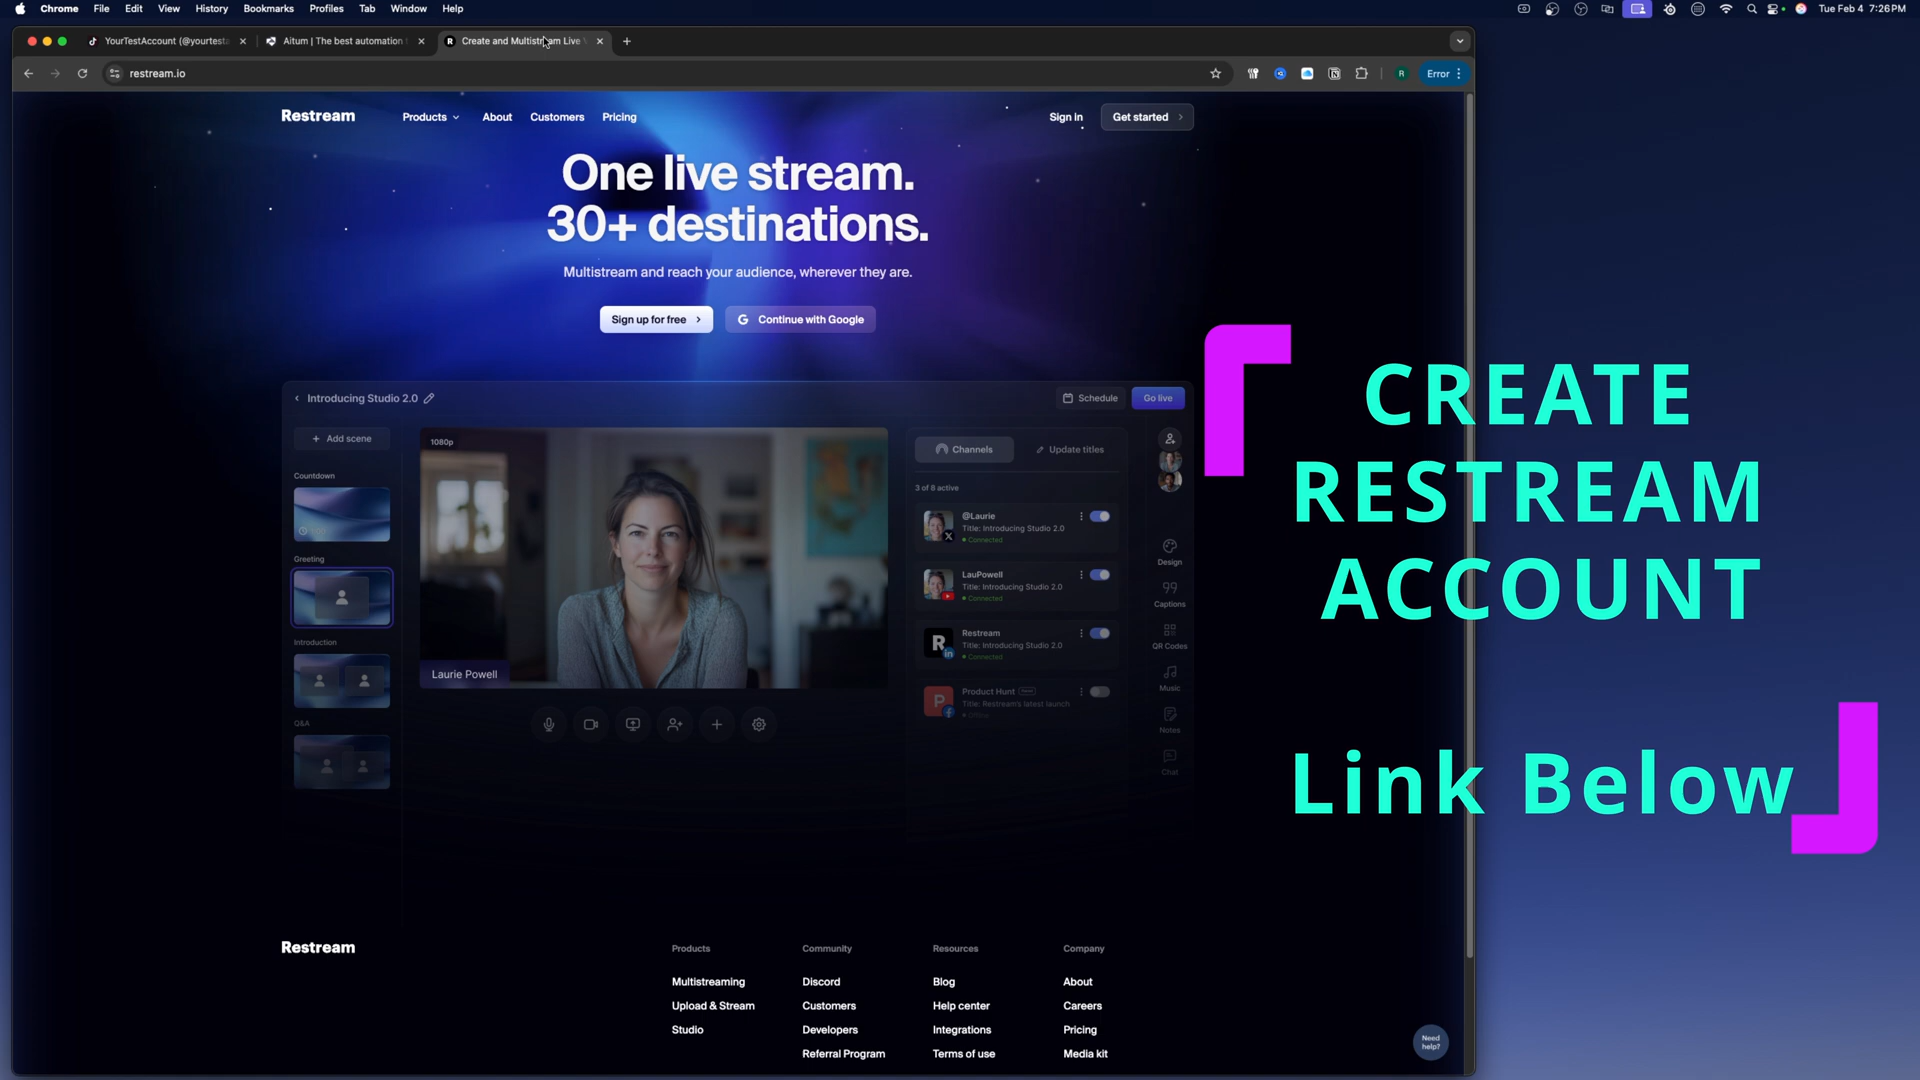 Chrome File Edit View History Bookmarks Profiles Tab Window Help
Tue Feb 4 7:26PM
YourTestAccount (@yourtesta
Aitum | The best automation
Create and Multistream Live
restream.io
Error
Restream
Products
About
Customers
Pricing
Sign in
Get started
One live stream.
30+ destinations.
Multistream and reach your audience, wherever they are.
Sign up for free
Continue with Google
Introducing Studio 2.0
Schedule
Go live
Add scene
Countdown
Greeting
Introduction
Q&A
1080p
Laurie Powell
Channels
Update titles
3 of 8 active
@Laurie
Title: Introducing Studio 2.0
Connected
LauPowell
Title: Introducing Studio 2.0
Connected
Restream
Title: Introducing Studio 2.0
Connected
Product Hunt
Title: Restream's latest launch
Offline
Design
Captions
QR Codes
Music
Notes
Chat
CREATE
RESTREAM
ACCOUNT
Link Below
Restream
Products
Multistreaming
Upload & Stream
Studio
Community
Discord
Customers
Developers
Referral Program
Resources
Blog
Help center
Integrations
Terms of use
Company
About
Careers
Pricing
Media kit
Need
help?